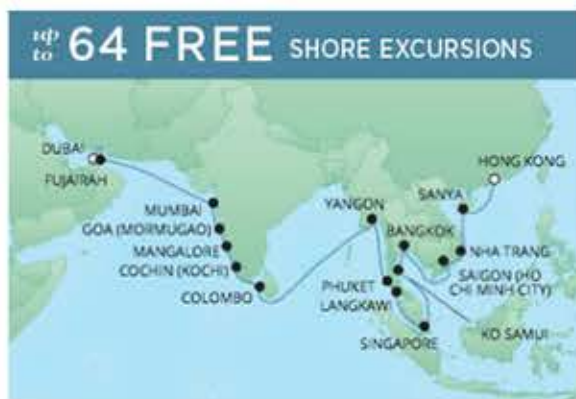 up to 64 FREE SHORE EXCURSIONS
DUBAI
FUJAIRAH
MUMBAI
GOA (MORMUGAO)
MANGALORE
COCHIN (KOCHI)
COLOMBO
YANGON
BANGKOK
PHUKET
LANGKAWI
SINGAPORE
HONG KONG
SANYA
NHA TRANG
SAIGON (HO
CHI MINH CITY)
KO SAMUI